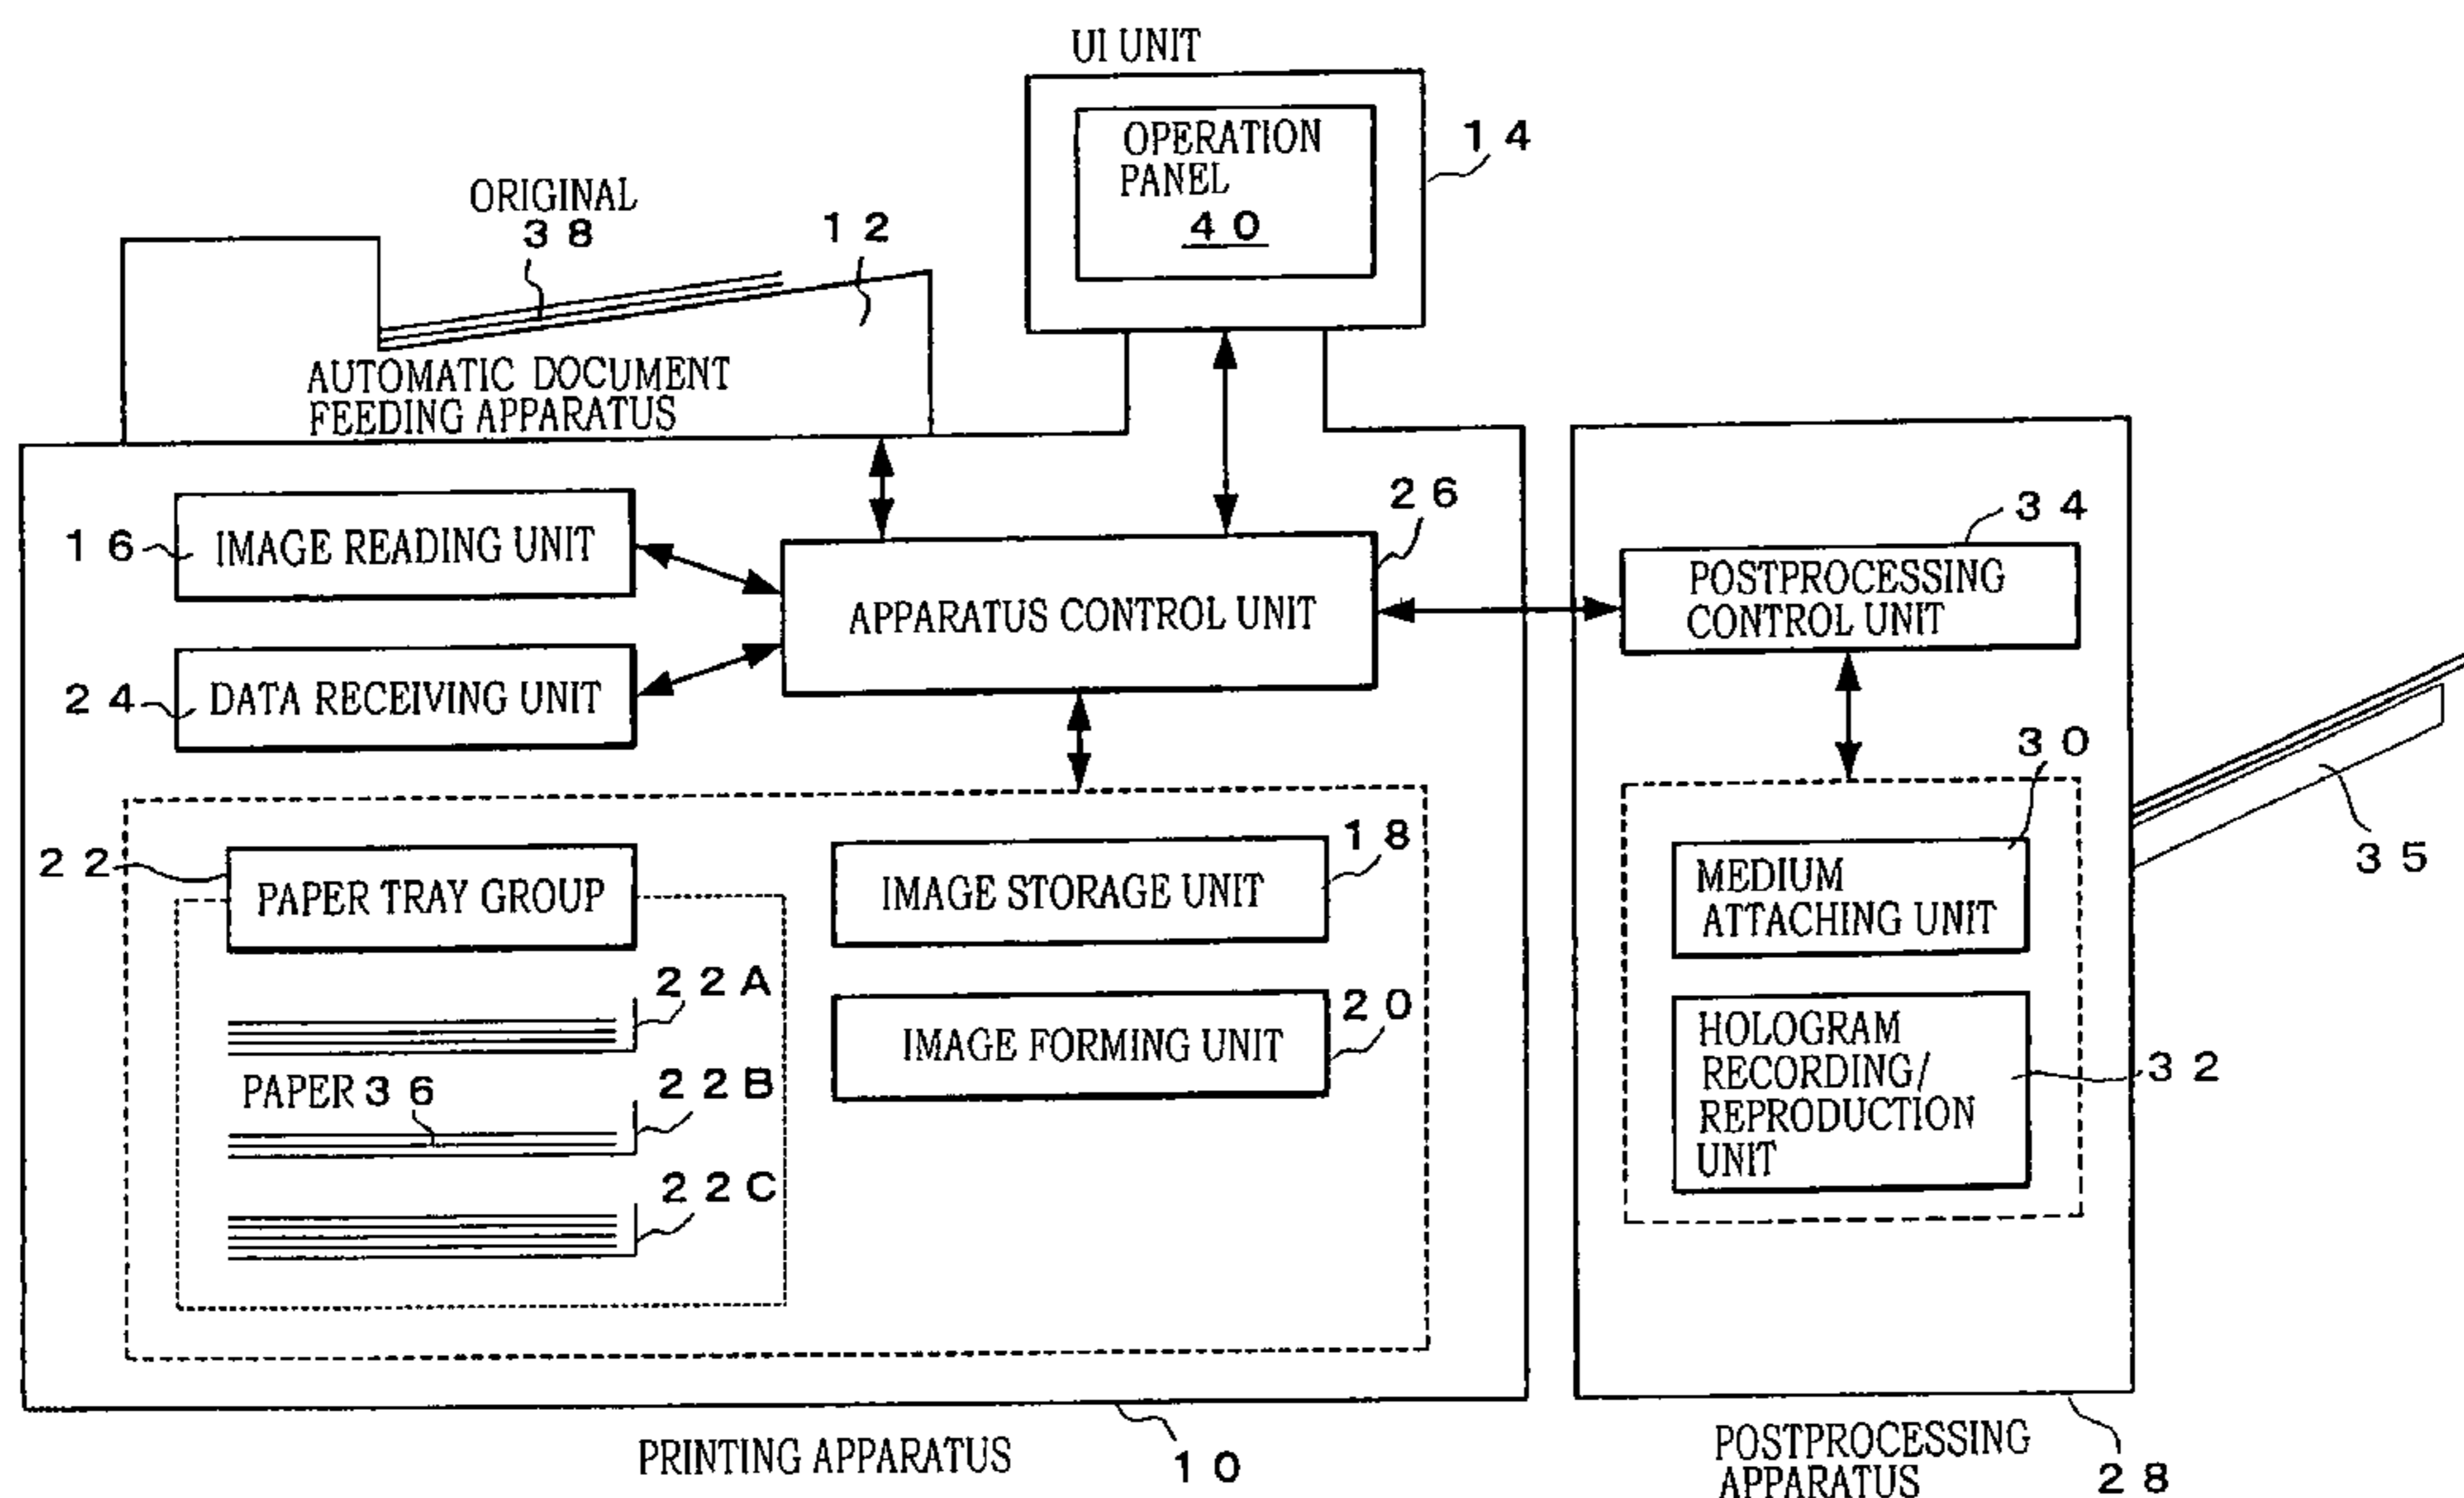 UI UNIT
OPERATION
PANEL
40
14
ORIGINAL
38
12
AUTOMATIC DOCUMENT
FEEDING APPARATUS
26
16
IMAGE READING UNIT
34
POSTPROCESSING
CONTROL UNIT
APPARATUS CONTROL UNIT
24
DATA RECEIVING UNIT
30
22
PAPER TRAY GROUP
18
IMAGE STORAGE UNIT
MEDIUM
ATTACHING UNIT
35
22A
20
IMAGE FORMING UNIT
HOLOGRAM
RECORDING/
REPRODUCTION
UNIT
32
PAPER 36
22B
22C
PRINTING APPARATUS
10
POSTPROCESSING
APPARATUS
28